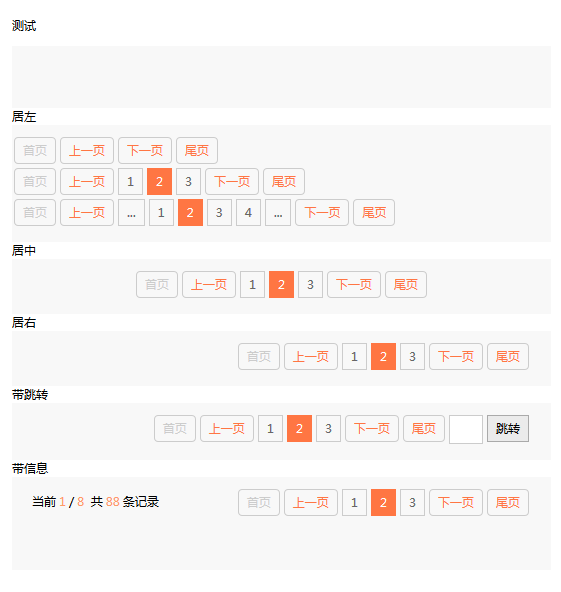 测试
居左
首页 上一页 下一页 尾页
首页 上一页 1 2 3 下一页 尾页
首页 上一页 ... 1 2 3 4 ... 下一页 尾页
居中
首页 上一页 1 2 3 下一页 尾页
居右
首页 上一页 1 2 3 下一页 尾页
带跳转
首页 上一页 1 2 3 下一页 尾页 跳转
带信息
当前 1 / 8 共 88 条记录 首页 上一页 1 2 3 下一页 尾页